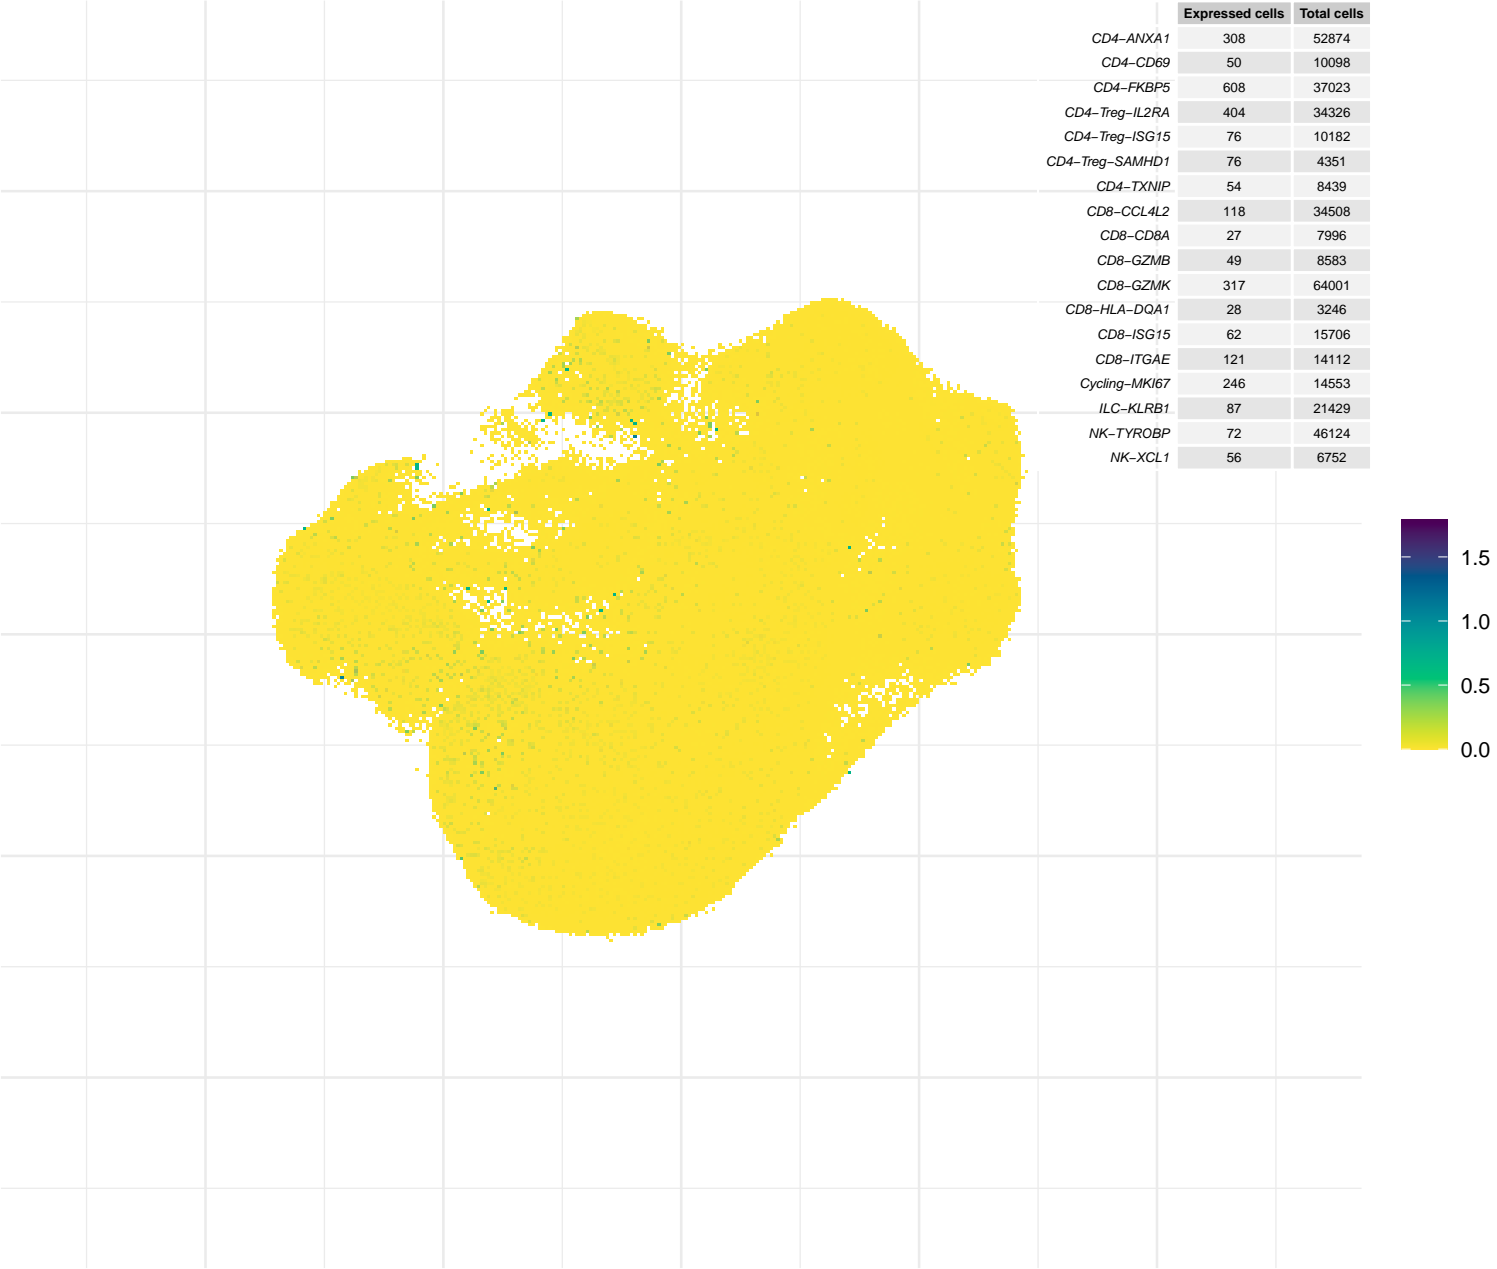 Expressed cells Total cells
CD4−ANXA1 308 52874
CD4−CD69 50 10098
CD4−FKBP5 608 37023
CD4−Treg−IL2RA 404 34326
CD4−Treg−ISG15 76 10182
CD4−Treg−SAMHD1 76 4351
CD4−TXNIP 54 8439
CD8−CCL4L2 118 34508
CD8−CD8A 27 7996
CD8−GZMB 49 8583
CD8−GZMK 317 64001
CD8−HLA−DQA1 28 3246
CD8−ISG15 62 15706
CD8−ITGAE 121 14112
Cycling−MKI67 246 14553
ILC−KLRB1 87 21429
NK−TYROBP 72 46124
NK−XCL1 56 6752
1.5
1.0
0.5
0.0